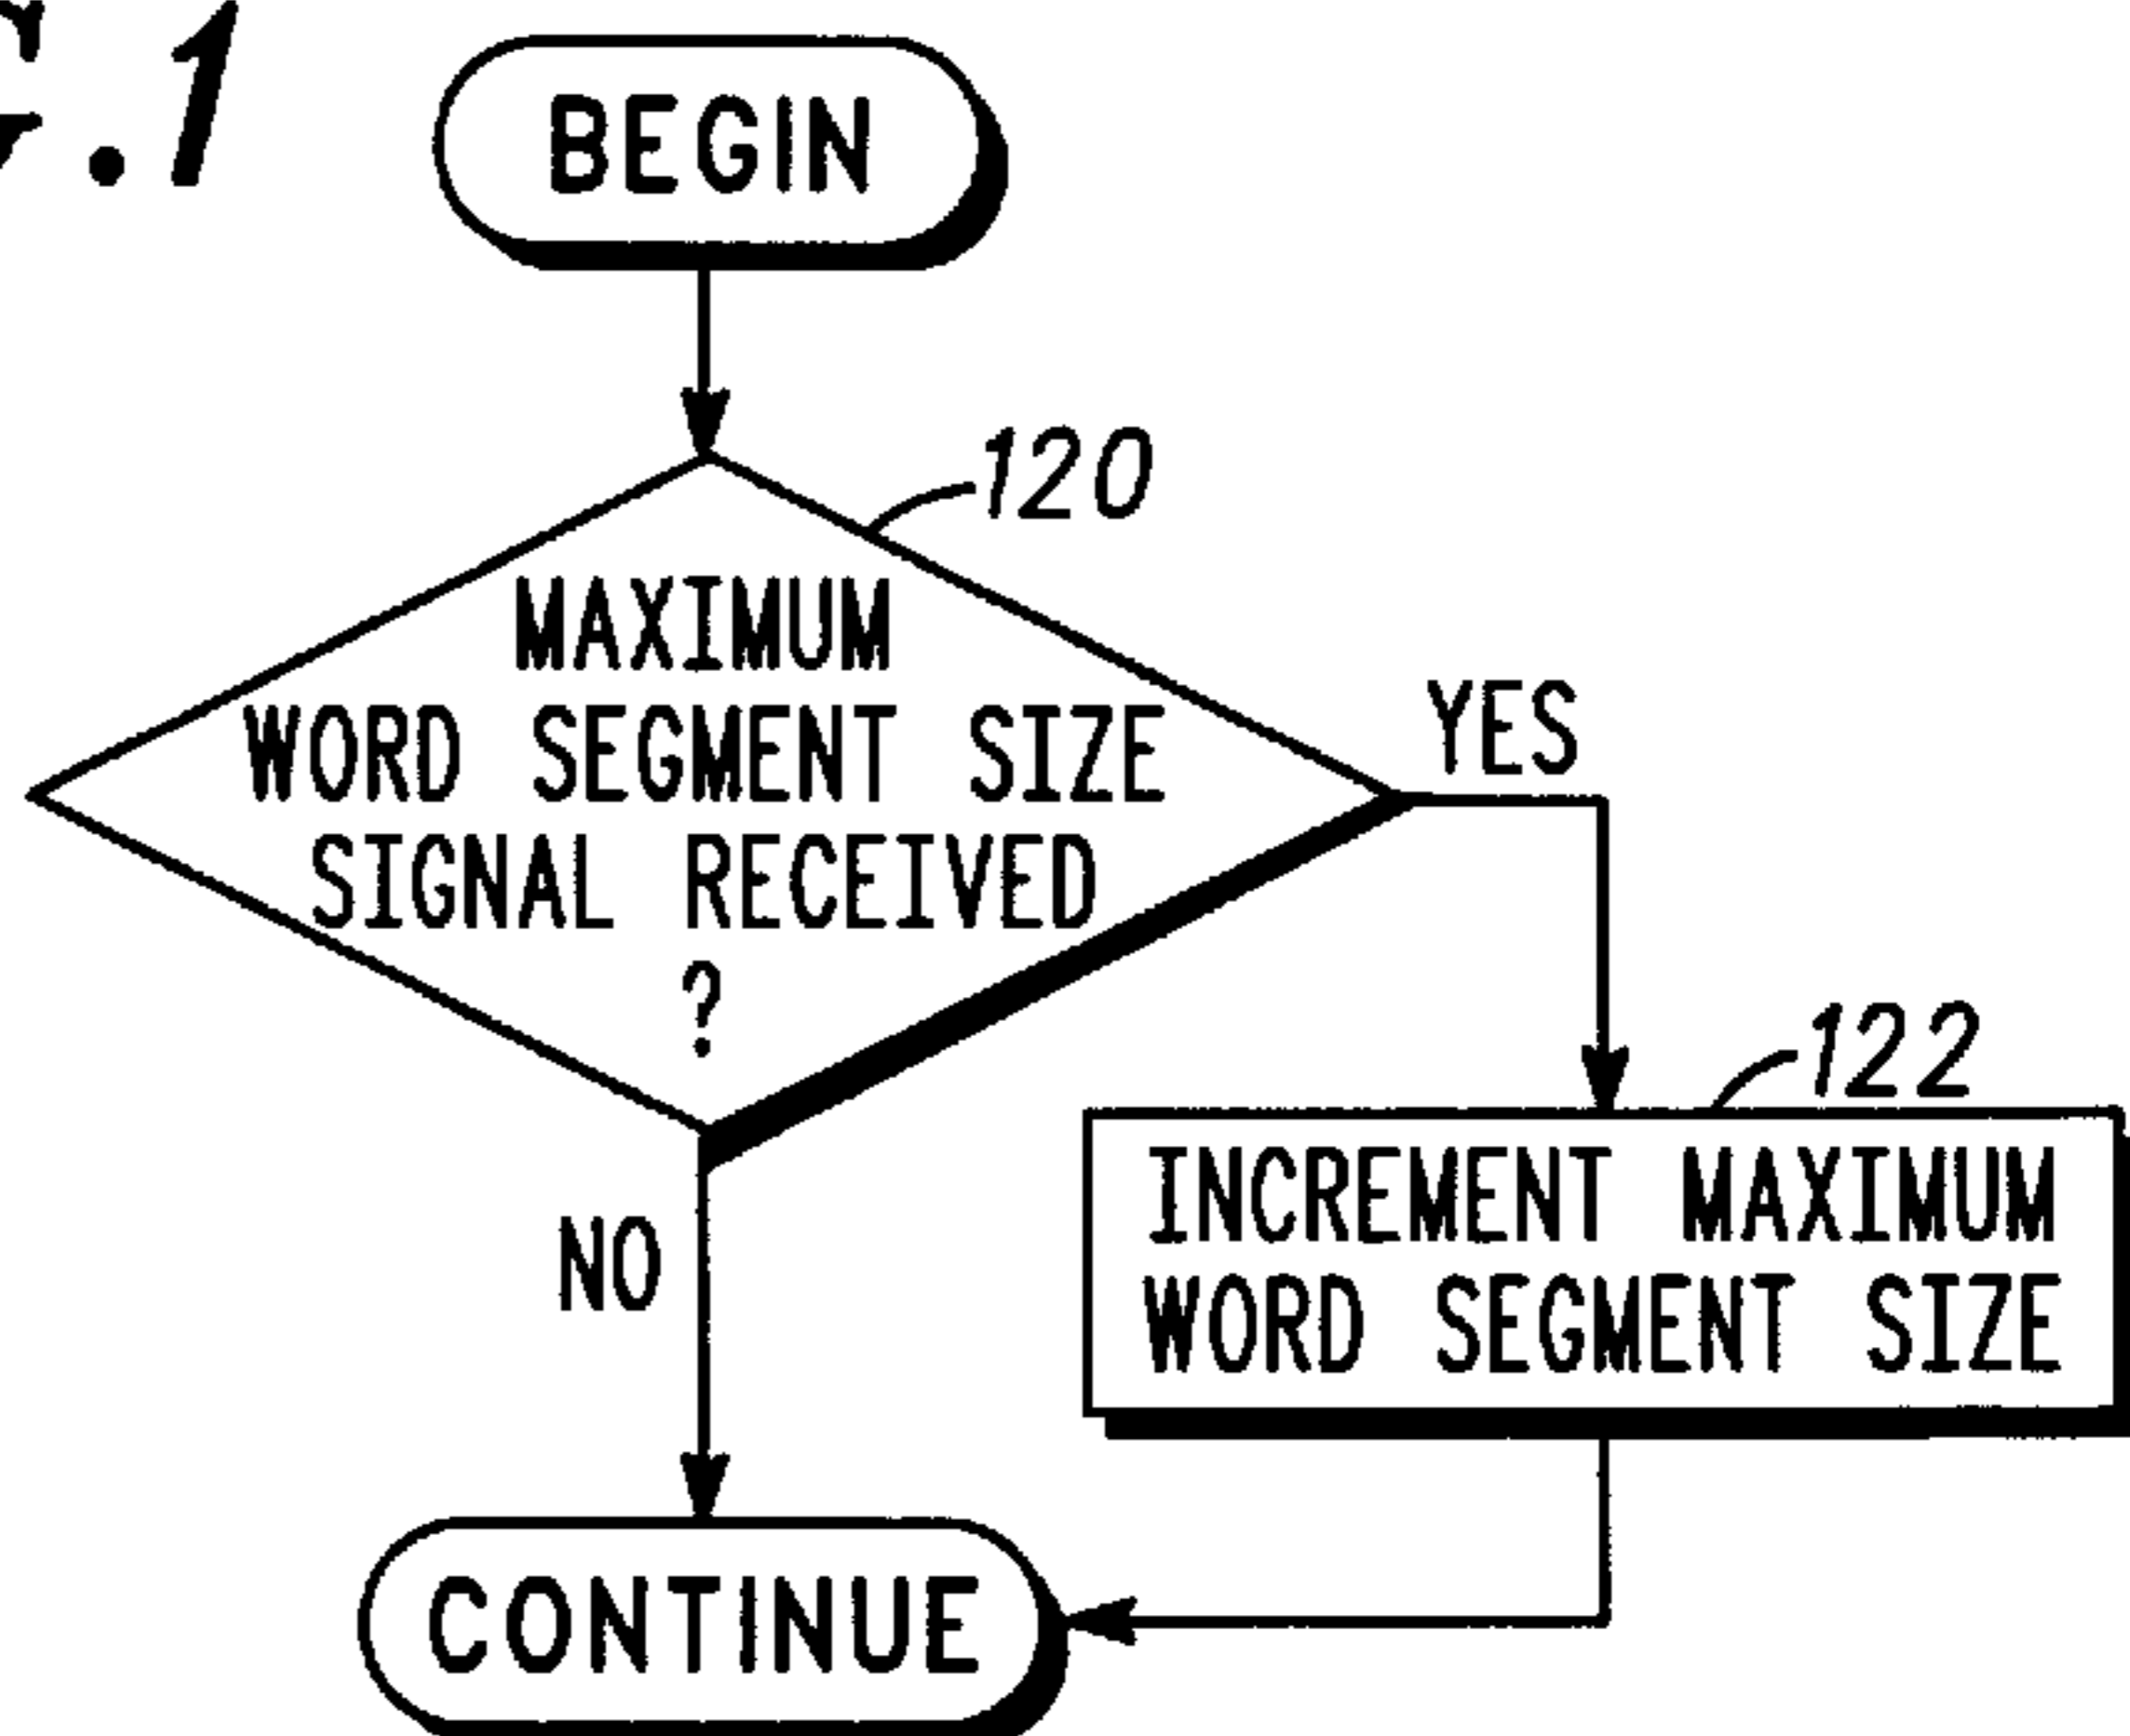 G.1
BEGIN
120
MAXIMUM
WORD SEGMENT SIZE
SIGNAL RECEIVED
?
YES
122
INCREMENT MAXIMUM
WORD SEGMENT SIZE
NO
CONTINUE